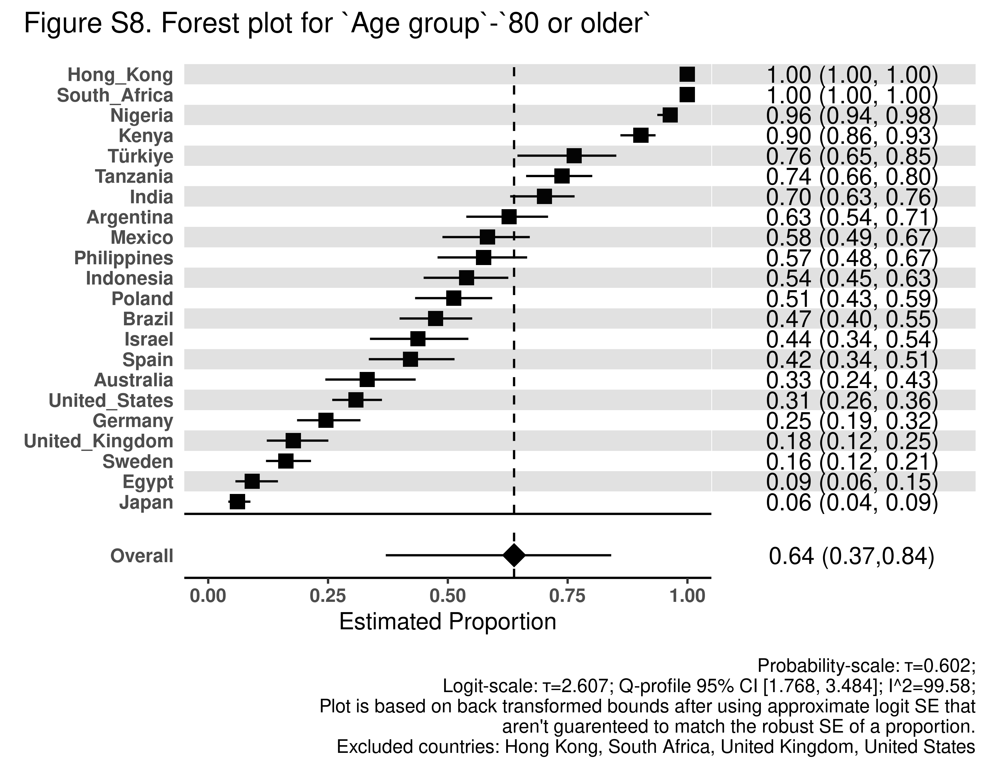 Figure S8. Forest plot for `Age group`-`80 or older`
Hong_Kong 1.00 (1.00, 1.00)
South_Africa 1.00 (1.00, 1.00)
Nigeria 0.96 (0.94, 0.98)
Kenya 0.90 (0.86, 0.93)
Türkiye 0.76 (0.65, 0.85)
Tanzania 0.74 (0.66, 0.80)
India 0.70 (0.63, 0.76)
Argentina 0.63 (0.54, 0.71)
Mexico 0.58 (0.49, 0.67)
Philippines 0.57 (0.48, 0.67)
Indonesia 0.54 (0.45, 0.63)
Poland 0.51 (0.43, 0.59)
Brazil 0.47 (0.40, 0.55)
Israel 0.44 (0.34, 0.54)
Spain 0.42 (0.34, 0.51)
Australia 0.33 (0.24, 0.43)
United_States 0.31 (0.26, 0.36)
Germany 0.25 (0.19, 0.32)
United_Kingdom 0.18 (0.12, 0.25)
Sweden 0.16 (0.12, 0.21)
Egypt 0.09 (0.06, 0.15)
Japan 0.06 (0.04, 0.09)
Overall 0.64 (0.37,0.84)
0.00 0.25 0.50 0.75 1.00
Estimated Proportion
Probability-scale: τ=0.602;
Logit-scale: τ=2.607; Q-profile 95% CI [1.768, 3.484]; I^2=99.58;
Plot is based on back transformed bounds after using approximate logit SE that
aren't guarenteed to match the robust SE of a proportion.
Excluded countries: Hong Kong, South Africa, United Kingdom, United States